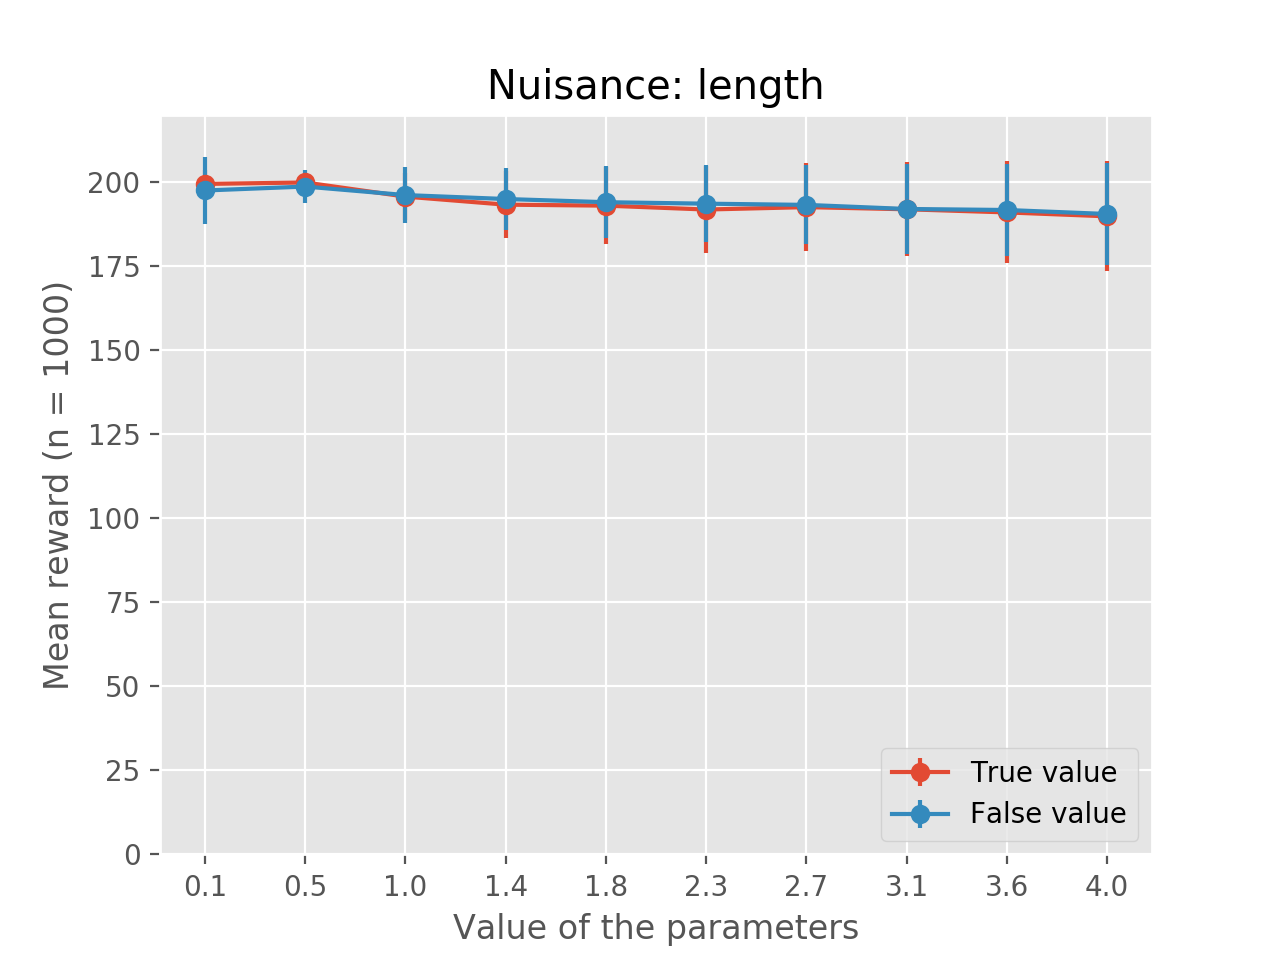 Nuisance: length
Mean reward (n = 1000)
200
175
150
125
100
75
50
25
0
True value
False value
0.1 0.5 1.0 1.4 1.8 2.3 2.7 3.1 3.6 4.0
Value of the parameters